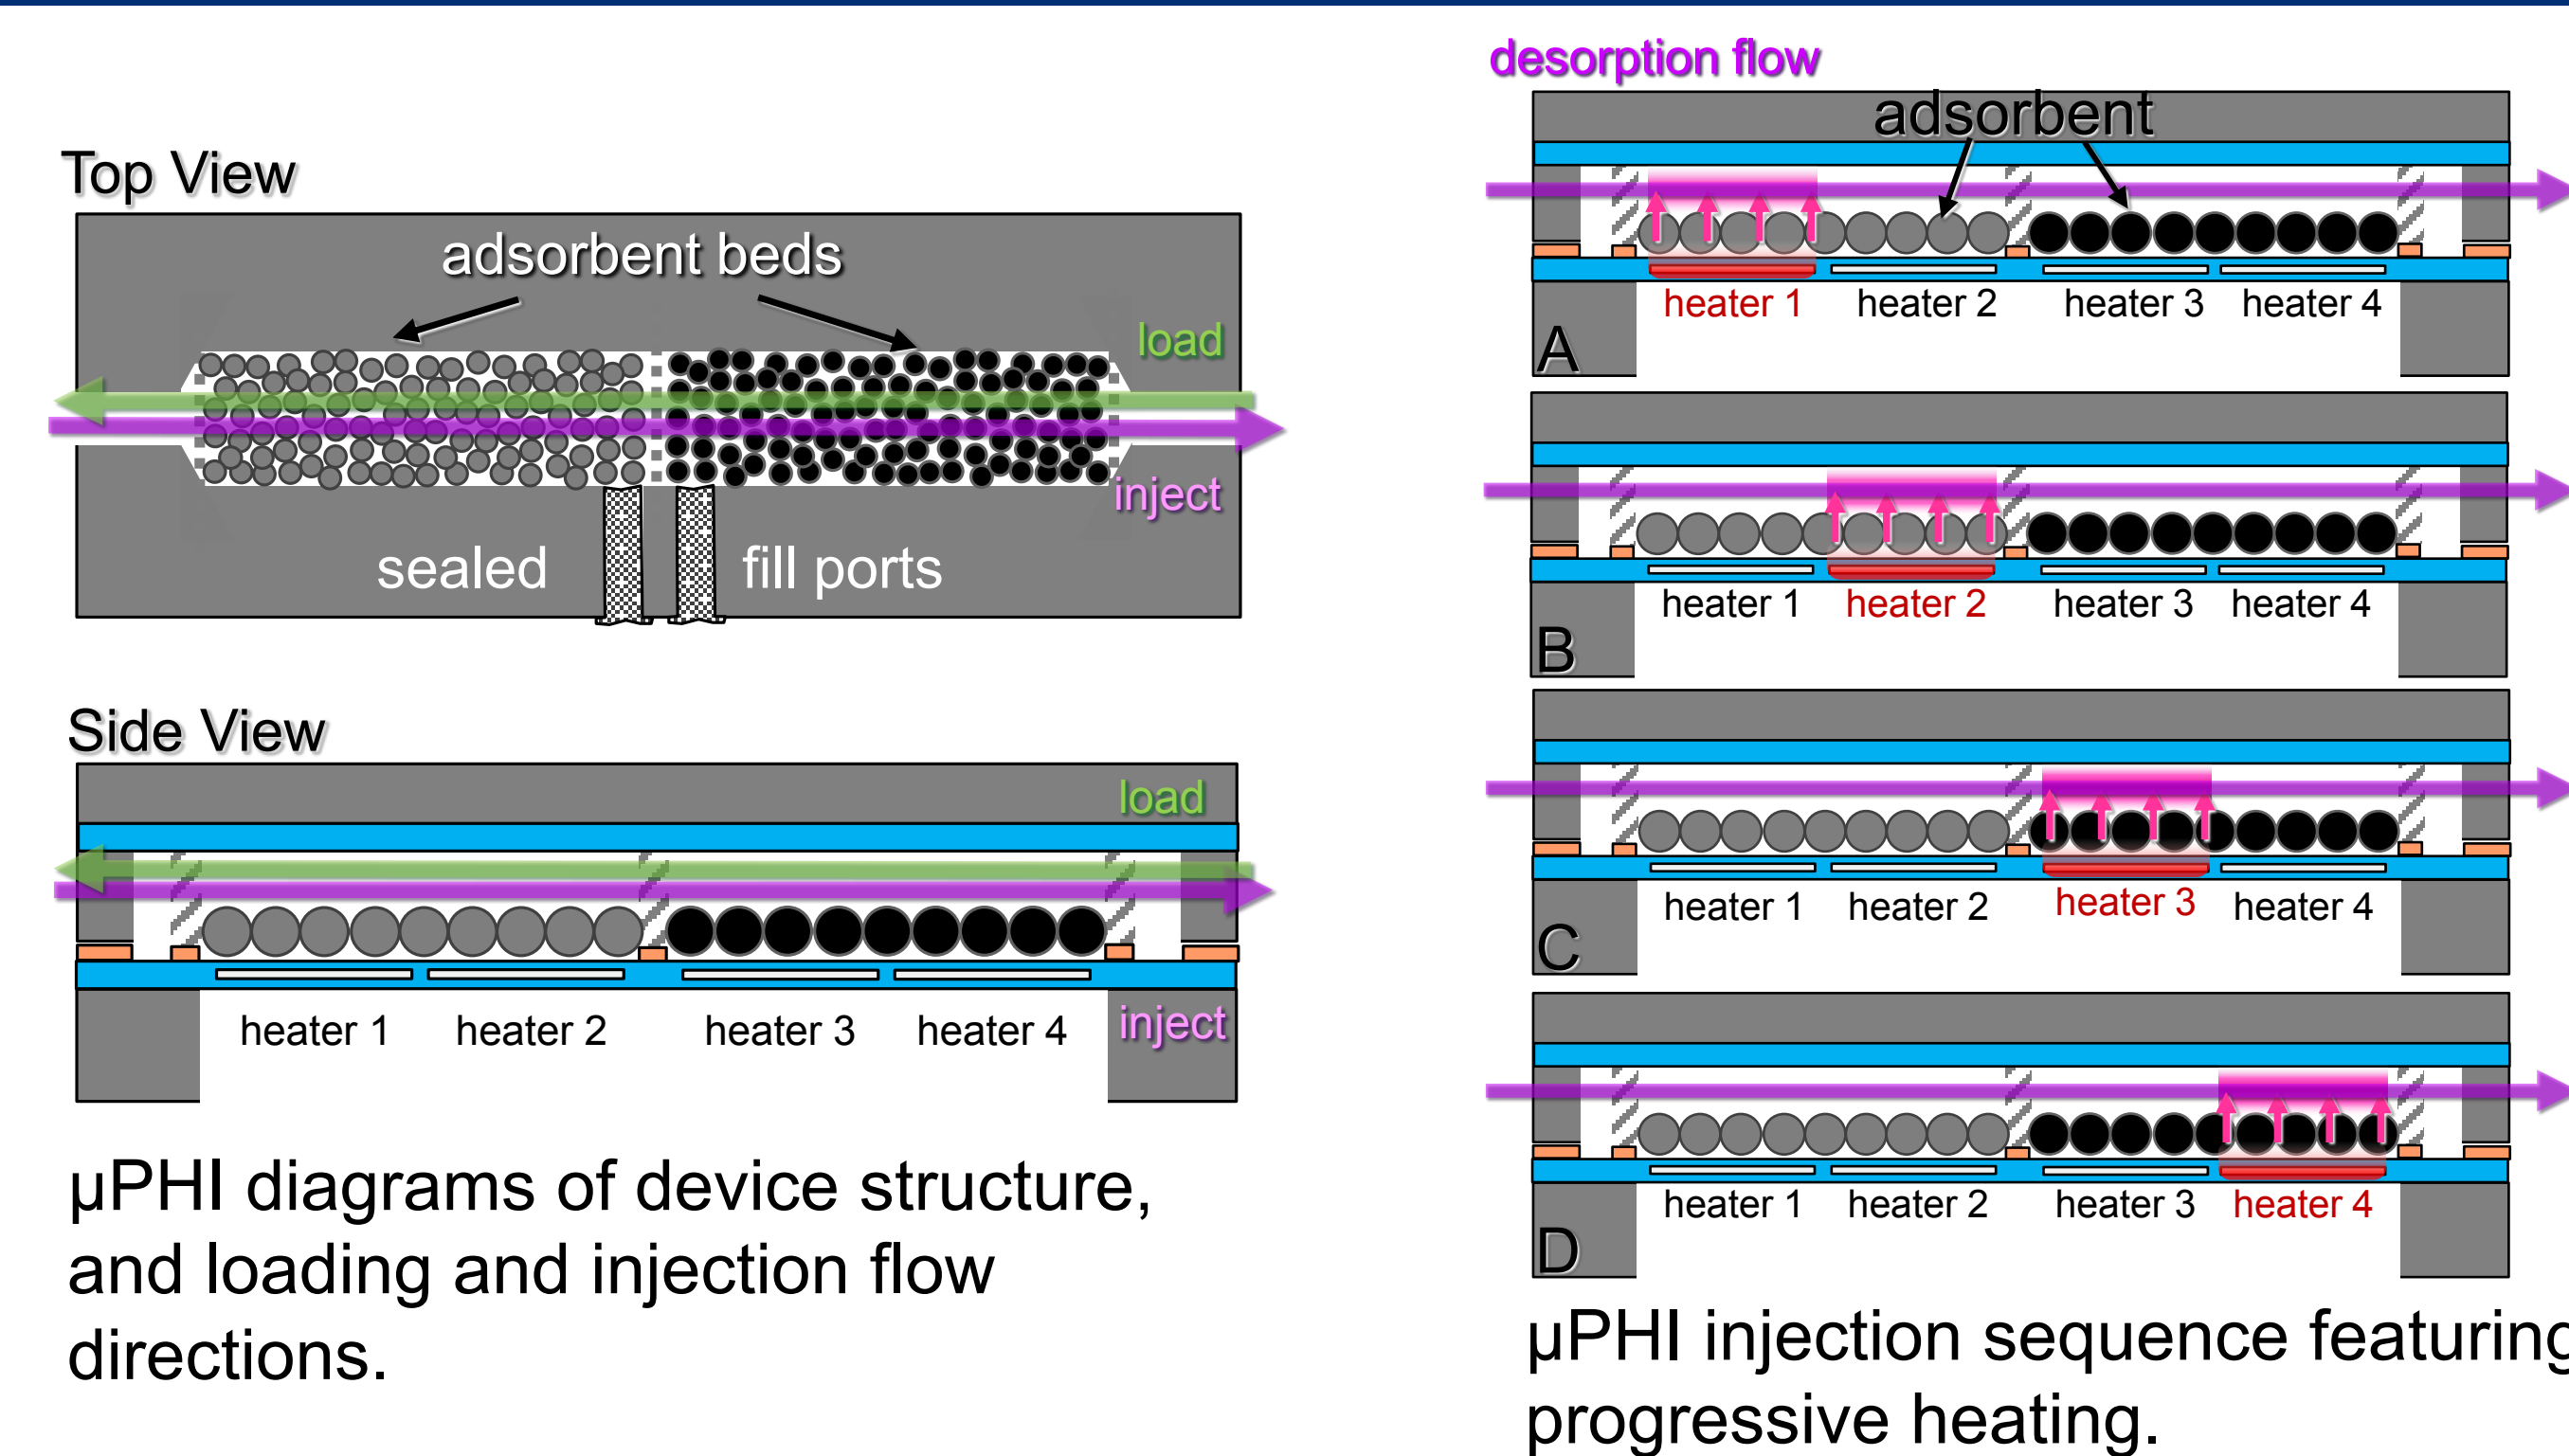 Top View
adsorbent beds
load
inject
sealed
fill ports
Side View
load
heater 1
heater 2
heater 3
heater 4
inject
µPHI diagrams of device structure,
and loading and injection flow
directions.
desorption flow
adsorbent
heater 1
heater 2
heater 3
heater 4
A
heater 1
heater 2
heater 3
heater 4
B
heater 1
heater 2
heater 3
heater 4
C
heater 1
heater 2
heater 3
heater 4
D
µPHI injection sequence featuring
progressive heating.